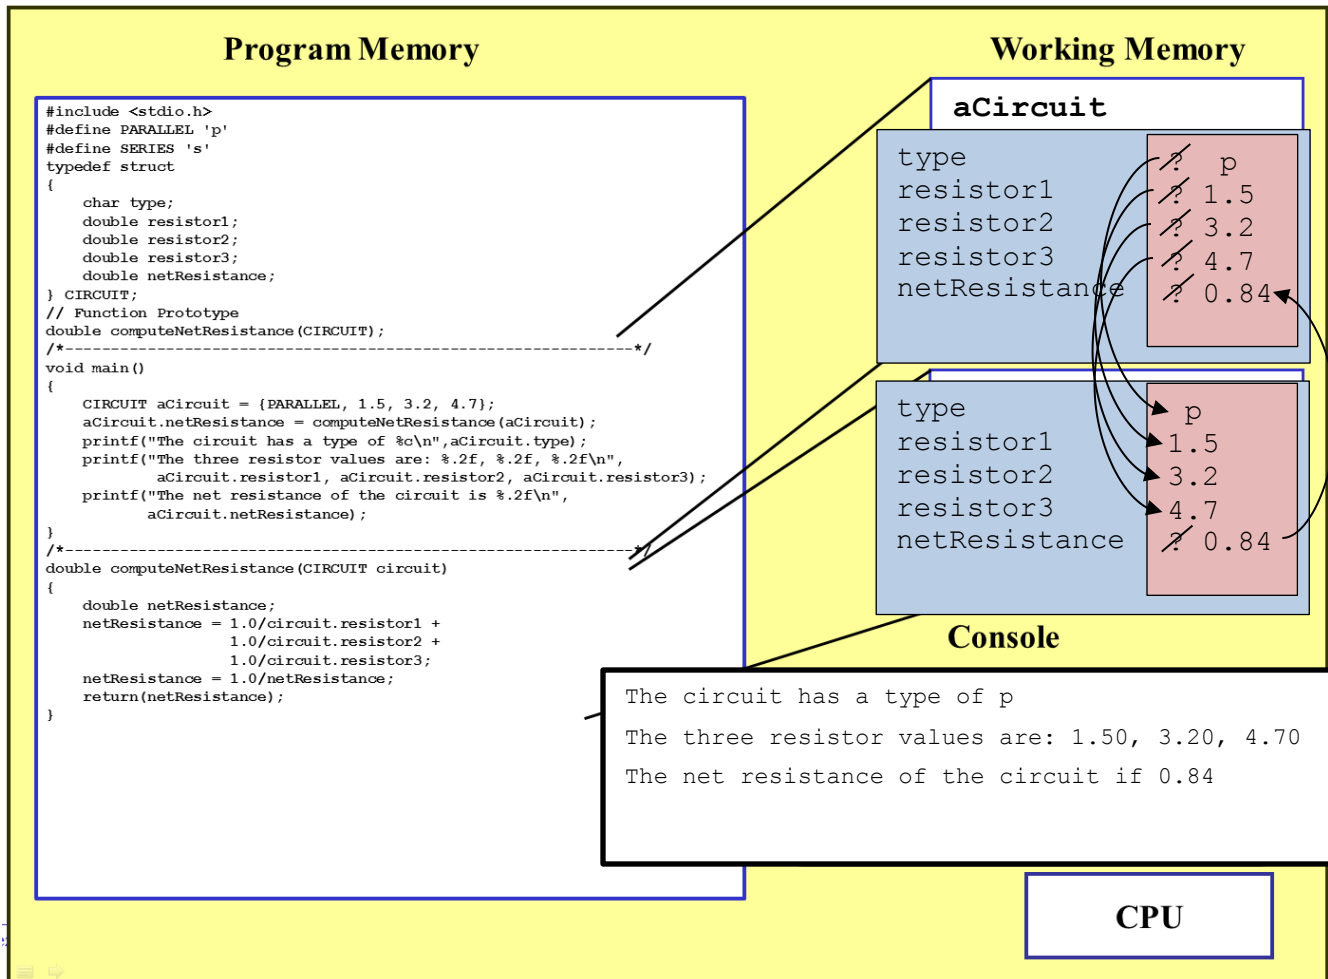 Program Memory
#include <stdio.h>
#define PARALLEL 'p'
#define SERIES 's'
typedef struct
{
    char type;
    double resistor1;
    double resistor2;
    double resistor3;
    double netResistance;
} CIRCUIT;
// Function Prototype
double computeNetResistance(CIRCUIT);
/*-------------------------------------------------------------*/
void main()
{
    CIRCUIT aCircuit = {PARALLEL, 1.5, 3.2, 4.7};
    aCircuit.netResistance = computeNetResistance(aCircuit);
    printf("The circuit has a type of %c\n",aCircuit.type);
    printf("The three resistor values are: %.2f, %.2f, %.2f\n",
            aCircuit.resistor1, aCircuit.resistor2, aCircuit.resistor3);
    printf("The net resistance of the circuit is %.2f\n",
           aCircuit.netResistance);
}
/*-------------------------------------------------------------*/
double computeNetResistance(CIRCUIT circuit)
{
    double netResistance;
    netResistance = 1.0/circuit.resistor1 +
                    1.0/circuit.resistor2 +
                    1.0/circuit.resistor3;
    netResistance = 1.0/netResistance;
    return(netResistance);
}
Working Memory
aCircuit
type ? p
resistor1 ? 1.5
resistor2 ? 3.2
resistor3 ? 4.7
netResistance ? 0.84
type p
resistor1 1.5
resistor2 3.2
resistor3 4.7
netResistance ? 0.84
Console
The circuit has a type of p
The three resistor values are: 1.50, 3.20, 4.70
The net resistance of the circuit if 0.84
CPU